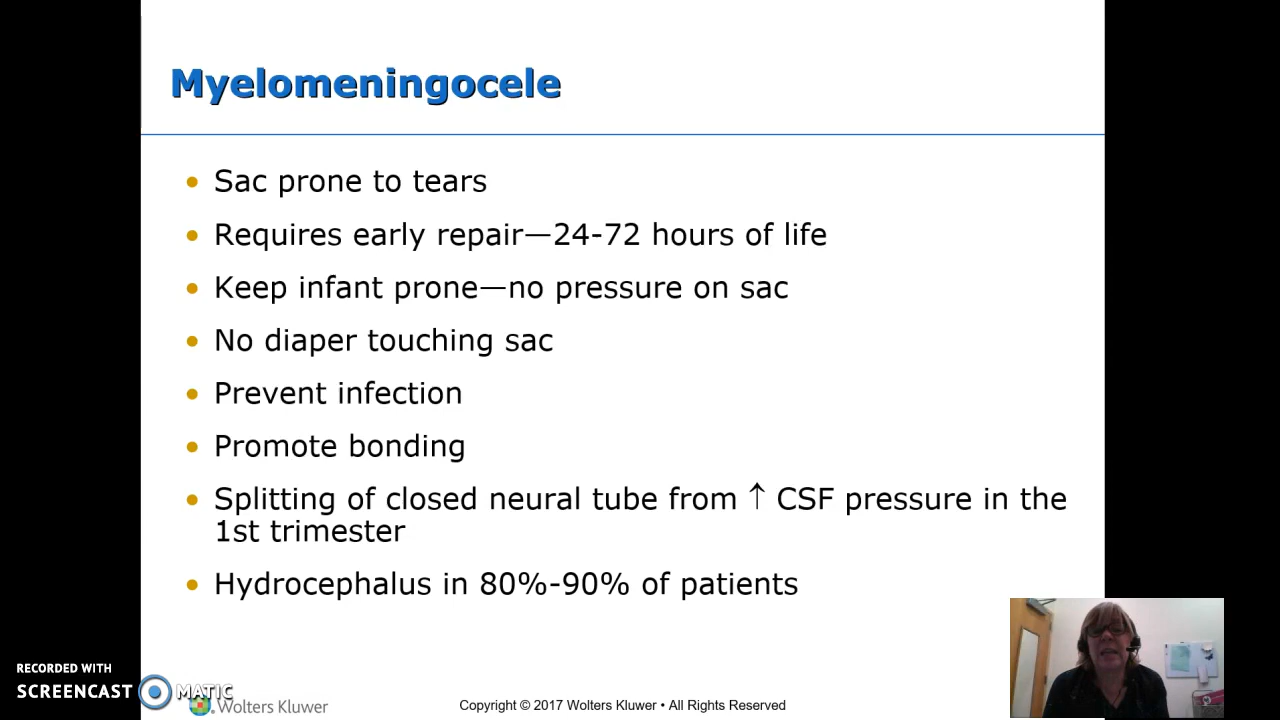 Myelomeningocele
• Sac prone to tears
• Requires early repair—24-72 hours of life
• Keep infant prone—no pressure on sac
• No diaper touching sac
• Prevent infection
• Promote bonding
• Splitting of closed neural tube from ↑ CSF pressure in the
1st trimester
• Hydrocephalus in 80%-90% of patients
RECORDED WITH
SCREENCAST MATIC
Wolters Kluwer
Copyright © 2017 Wolters Kluwer • All Rights Reserved